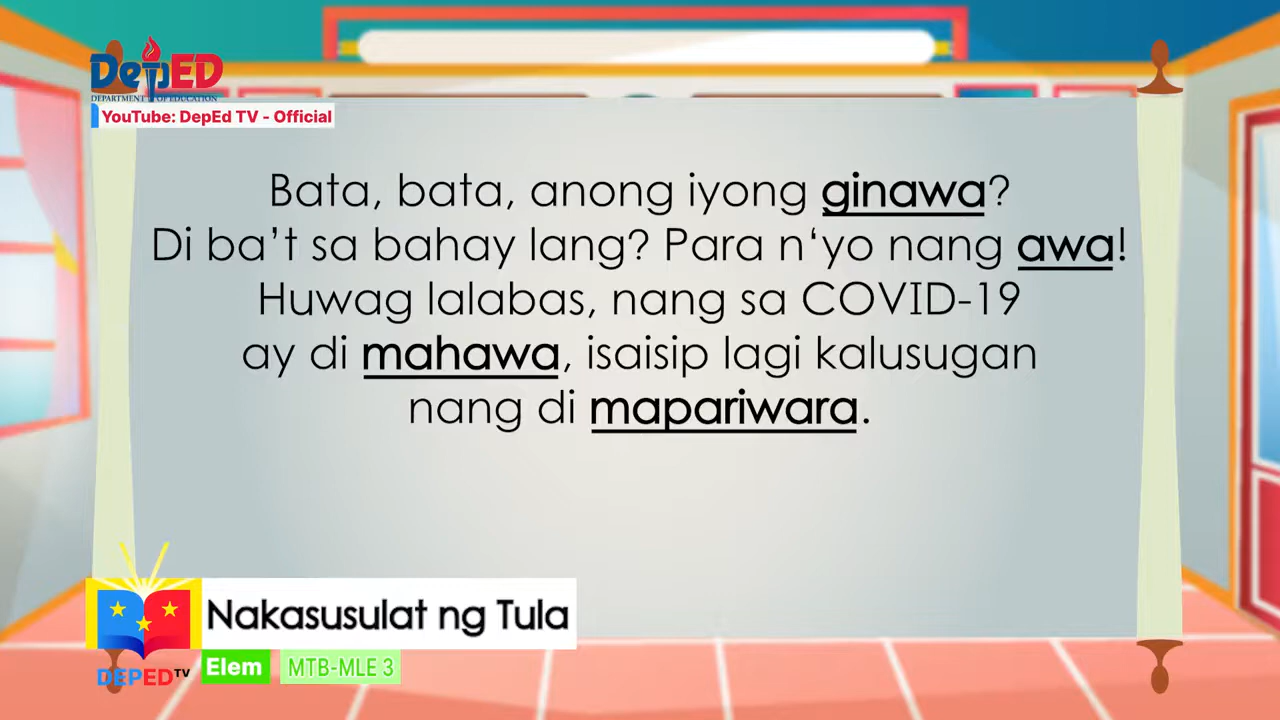 DepED
DEPARTMENT OF EDUCATION
YouTube: DepEd TV - Official
Bata, bata, anong iyong ginawa?
Di ba’t sa bahay lang? Para n‘yo nang awa!
Huwag lalabas, nang sa COVID-19
ay di mahawa, isaisip lagi kalusugan
nang di mapariwara.
Nakasusulat ng Tula
DEPED TV
Elem MTB-MLE 3